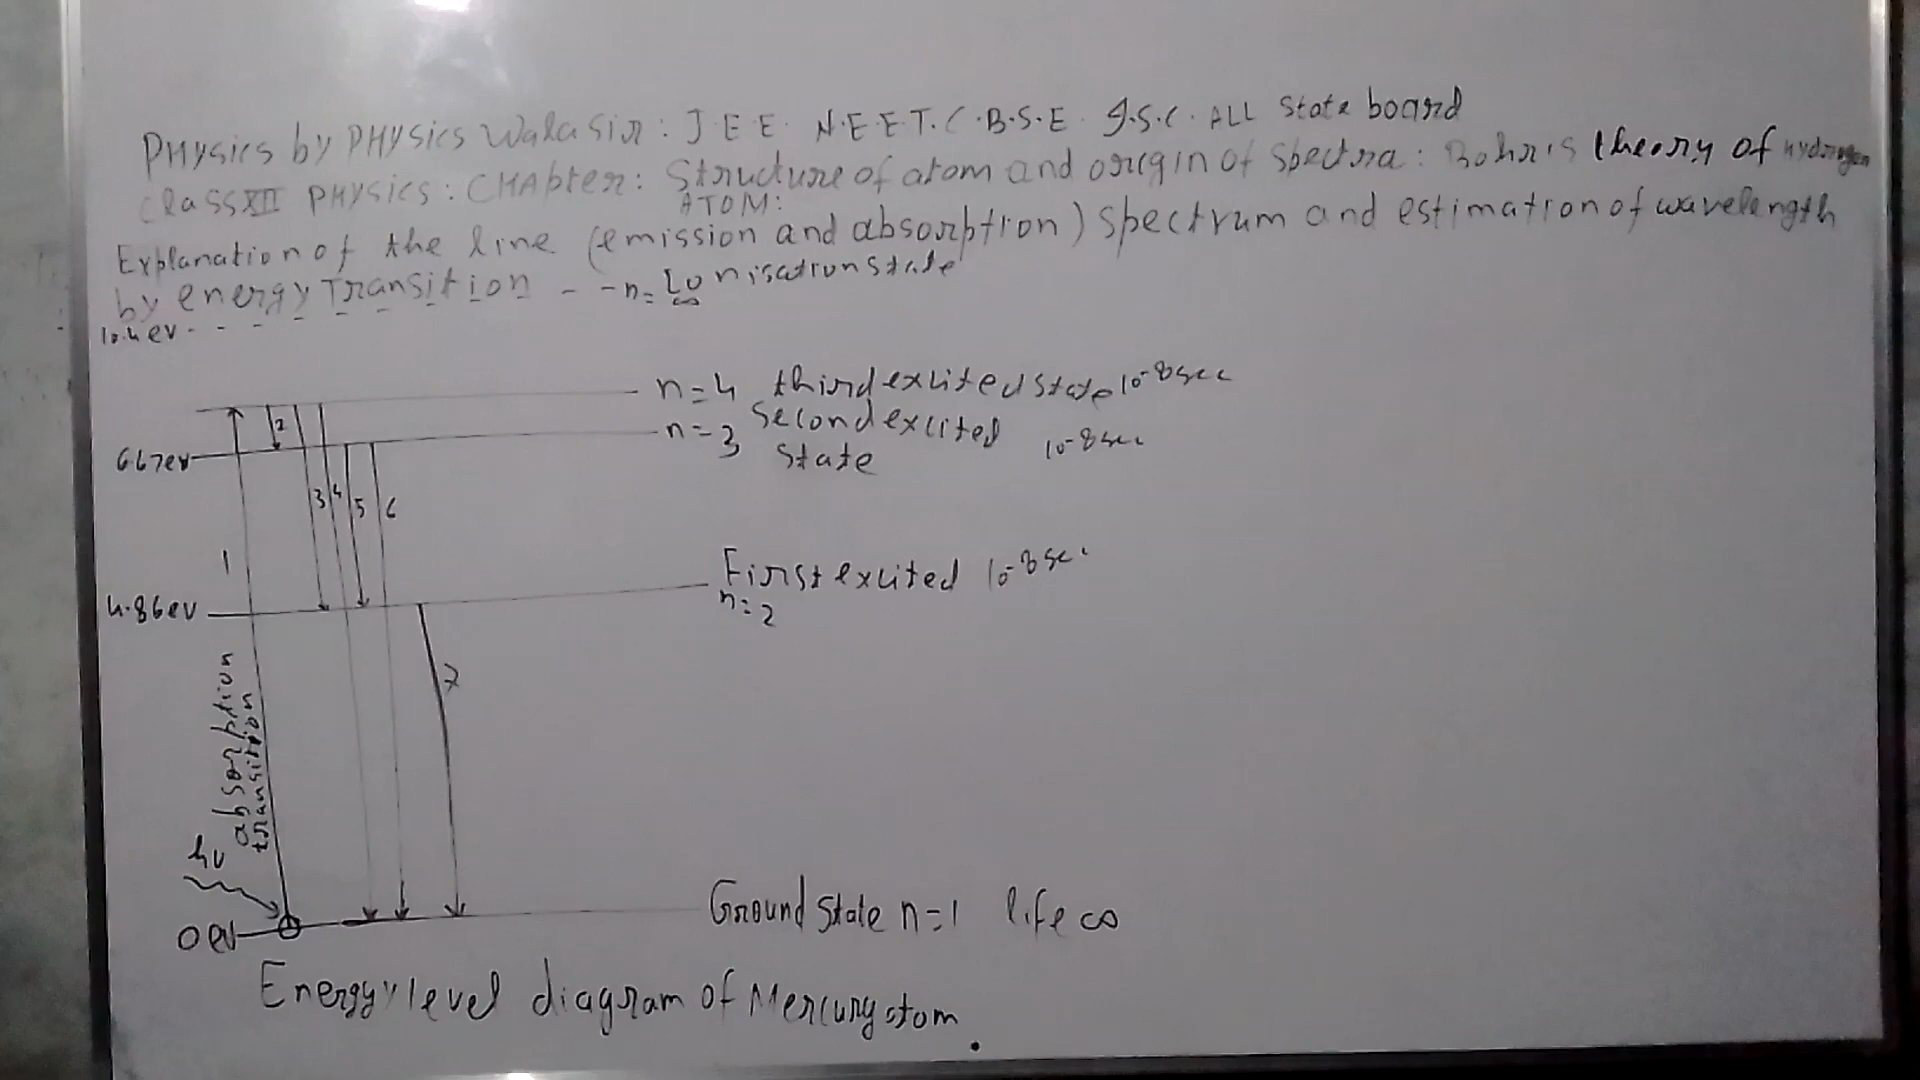 Physics by PHysics Walasir: J.E.E. N.E.E.T. C.B.S.E. I.S.C. ALL State board
Class XII PHYSICS: CHApter: Structure of atom and origin of Spectra: Bohr's theory of Hydrogen
ATOM:
Explanation of the line (emission and absorption) Spectrum and estimation of wavelength
by energy Transition - - n= Ionisation state
∞
10.4 ev
n=4 third excited state 10-8 sec
n=3 Second excited 10-8 sec
State
6.67 ev
2
3 4 5 6
1
First excited 10-8 sec
n=2
4.86 ev
7
absorption
transition
hν
Ground State n=1 life ∞
0 ev
Energy level diagram of Mercury atom.